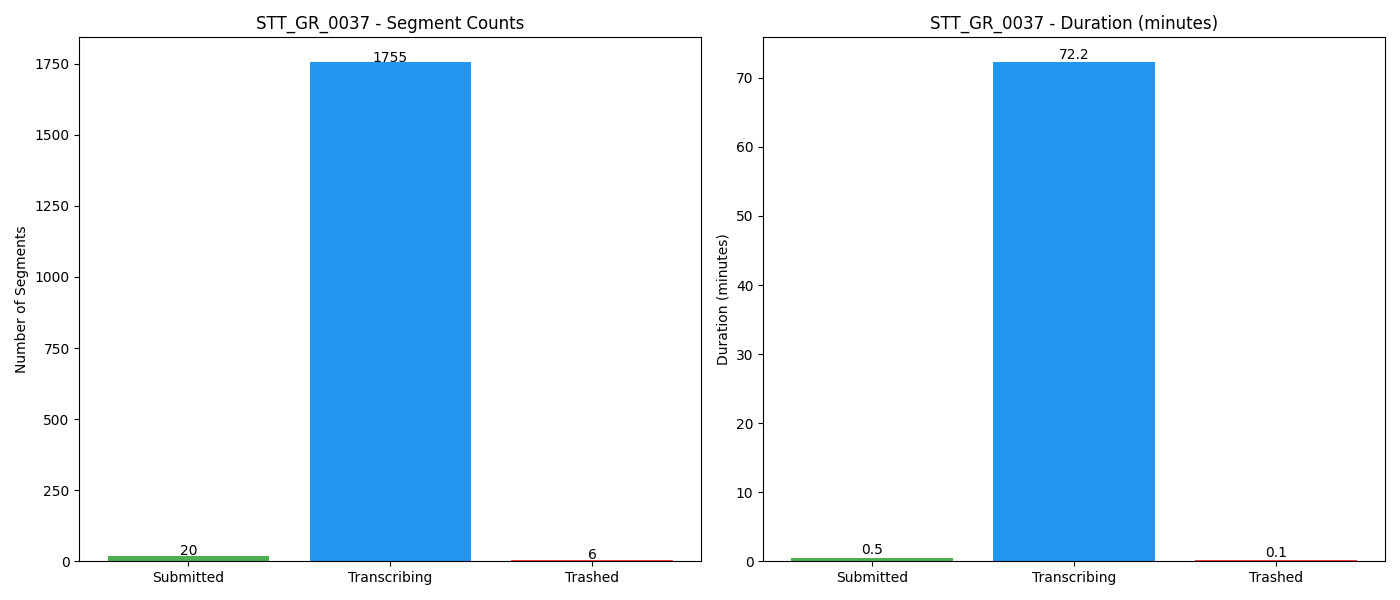 STT_GR_0037 - Segment Counts
Number of Segments
1750
1500
1250
1000
750
500
250
0
20
1755
6
Submitted
Transcribing
Trashed
STT_GR_0037 - Duration (minutes)
Duration (minutes)
70
60
50
40
30
20
10
0
0.5
72.2
0.1
Submitted
Transcribing
Trashed